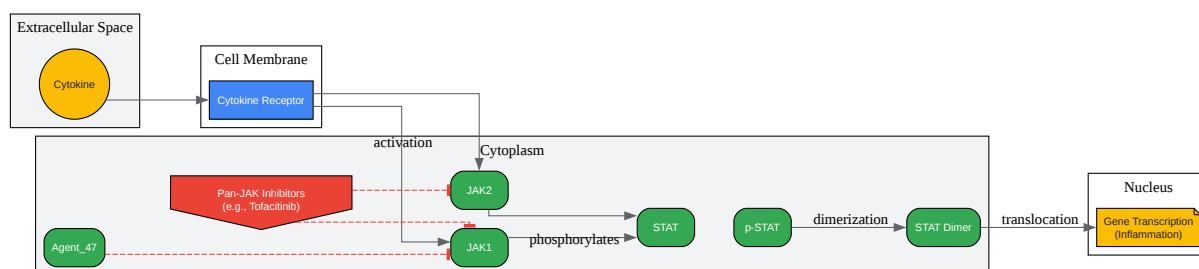 Extracellular Space
Cytokine
Cell Membrane
Cytokine Receptor
activation
Cytoplasm
Pan-JAK Inhibitors
(e.g., Tofacitinib)
JAK2
Agent_47
JAK1
phosphorylates
STAT
p-STAT
dimerization
STAT Dimer
translocation
Nucleus
Gene Transcription
(Inflammation)